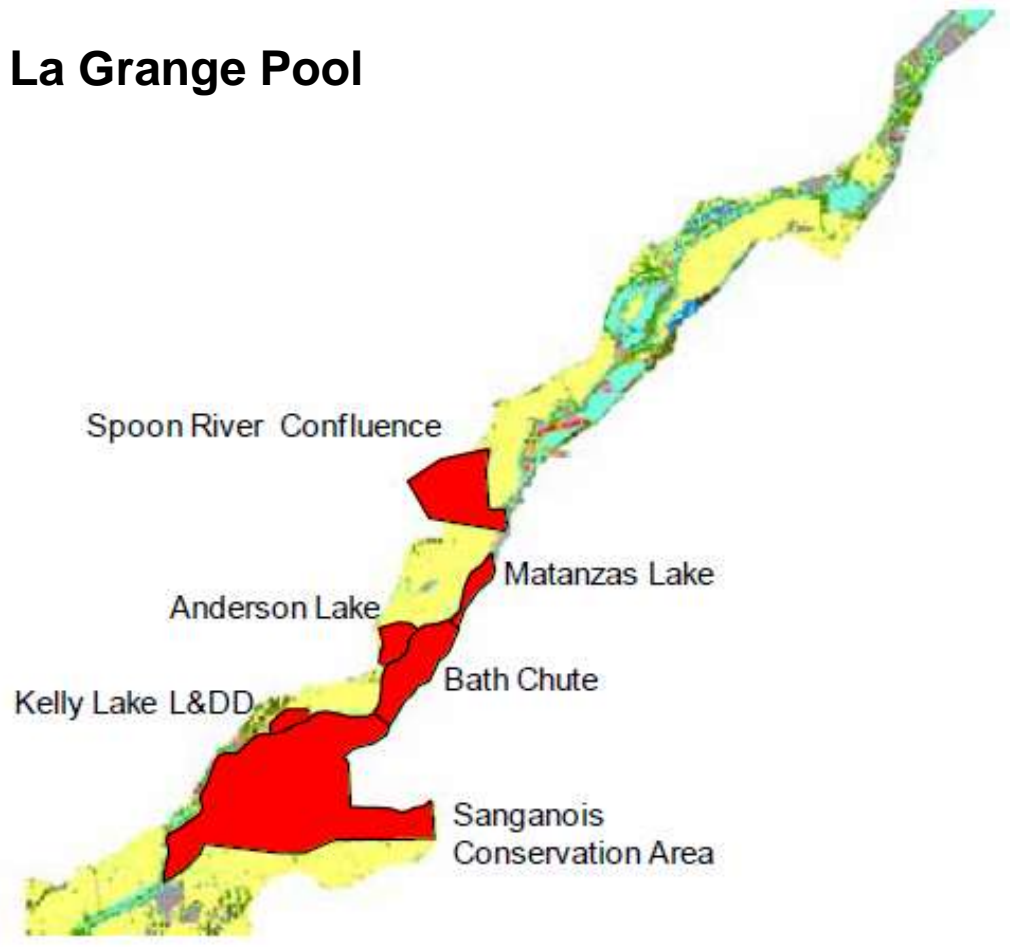 La Grange Pool
Spoon River Confluence
Matanzas Lake
Anderson Lake
Bath Chute
Kelly Lake L&DD
Sanganois
Conservation Area